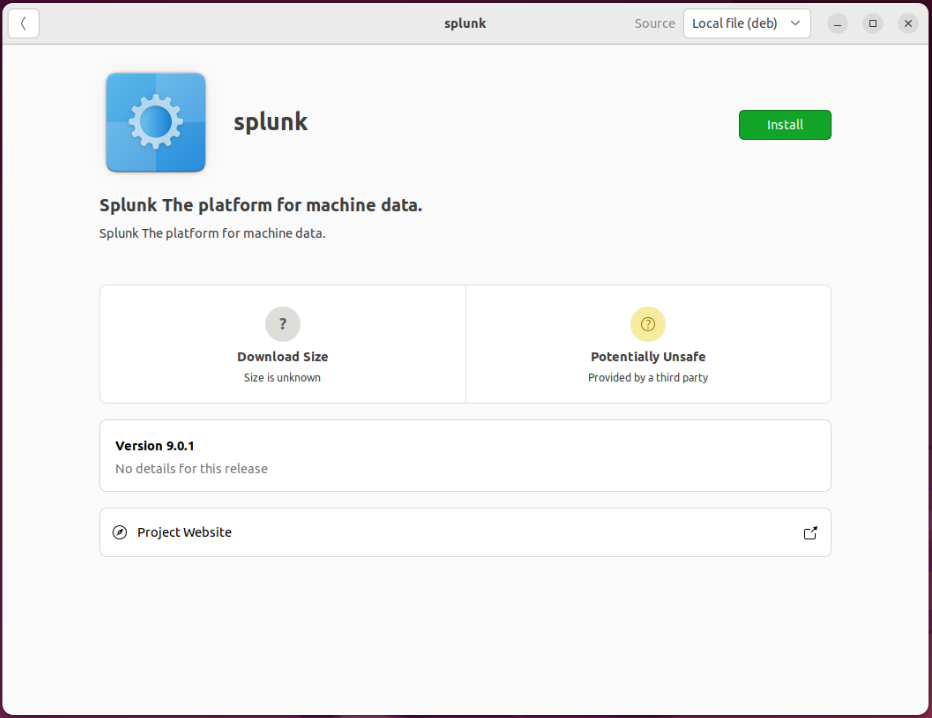 splunk
Source
Local file (deb)
splunk
Install
Splunk The platform for machine data.
Splunk The platform for machine data.
?
Download Size
Size is unknown
?
Potentially Unsafe
Provided by a third party
Version 9.0.1
No details for this release
Project Website